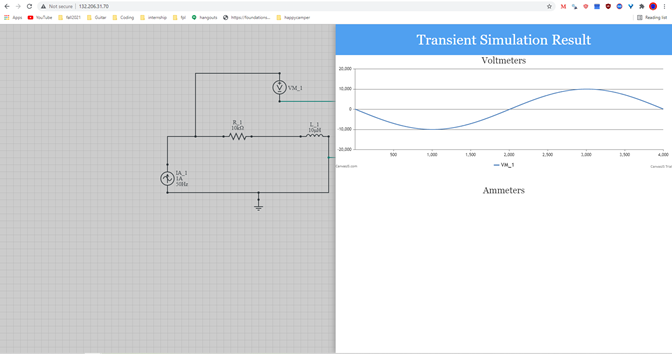 Not secure | 132.206.51.70
Apps YouTube fall2021 Guitar Coding internship fyp hangouts https://foundations... happycamper Reading list
VM_1
R_1
10kΩ
L_1
10μH
IA_1
1A
50Hz
Transient Simulation Result
Voltmeters
20,000
10,000
0
-10,000
-20,000
500 1,000 1,500 2,000 2,500 3,000 3,500 4,000
CanvasJS.com
VM_1
CanvasJS Trial
Ammeters